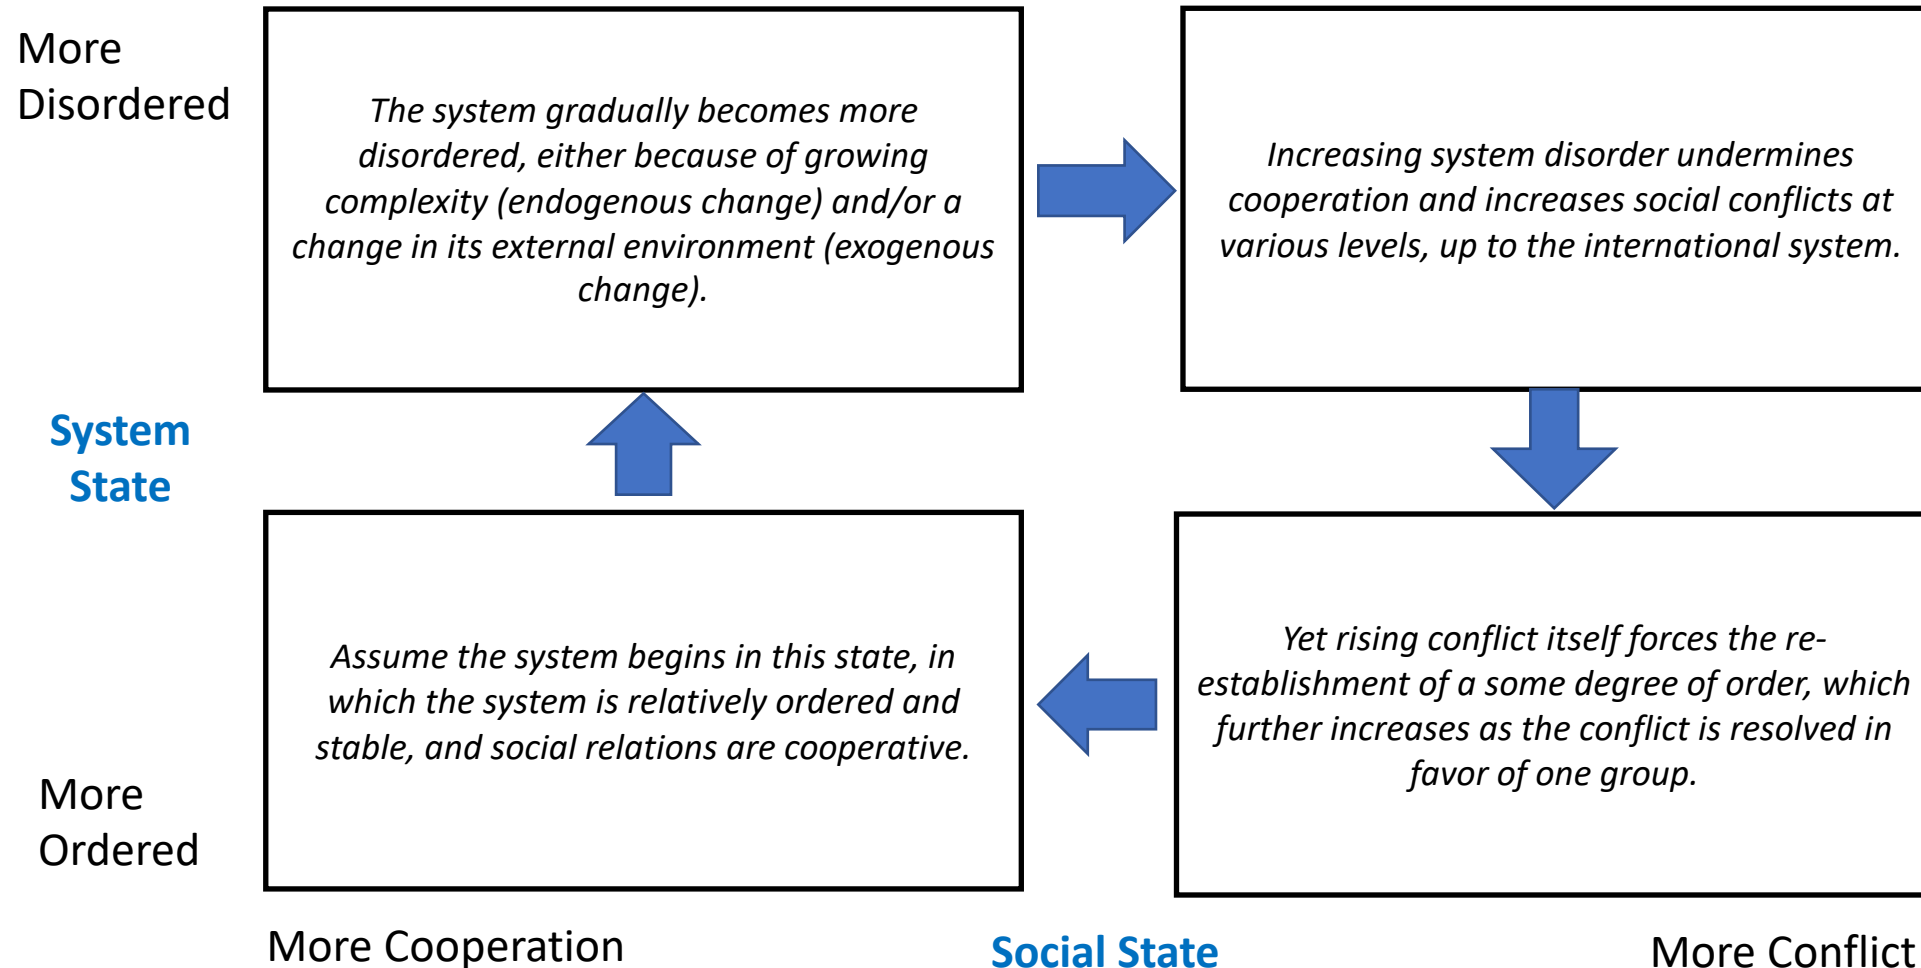 More
Disordered
The system gradually becomes more
disordered, either because of growing
complexity (endogenous change) and/or a
change in its external environment (exogenous
change).
Increasing system disorder undermines
cooperation and increases social conflicts at
various levels, up to the international system.
System
State
Assume the system begins in this state, in
which the system is relatively ordered and
stable, and social relations are cooperative.
Yet rising conflict itself forces the re-
establishment of a some degree of order, which
further increases as the conflict is resolved in
favor of one group.
More
Ordered
More Cooperation
Social State
More Conflict